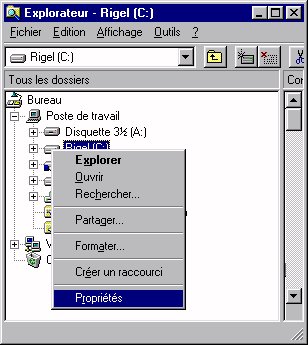 Explorateur - Rigel (C:)
Fichier Edition Affichage Outils ?
Rigel (C:)
Tous les dossiers
Bureau
Poste de travail
Disquette 3½ (A:)
Rigel (C:)
Explorer
Ouvrir
Rechercher...
Partager...
Formater...
Créer un raccourci
Propriétés